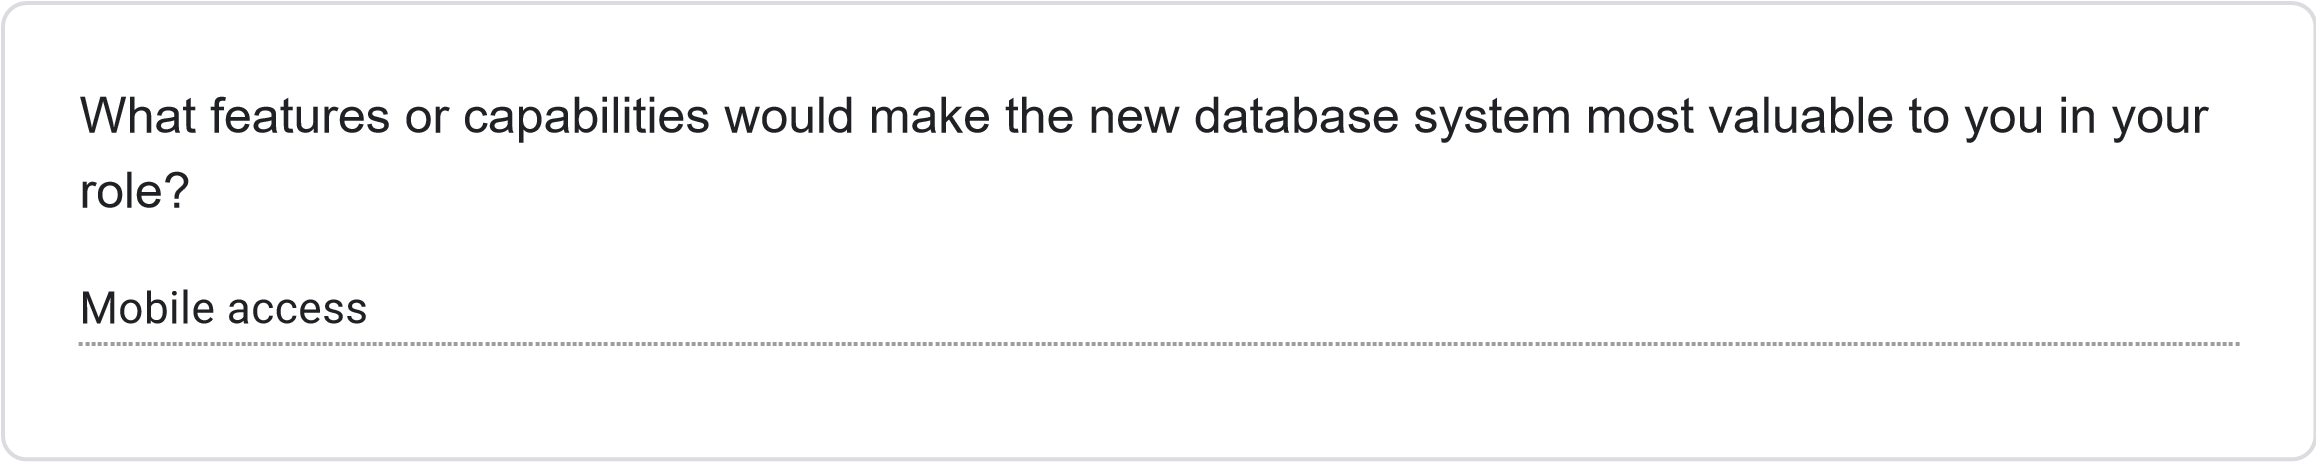 What features or capabilities would make the new database system most valuable to you in your
role?
Mobile access